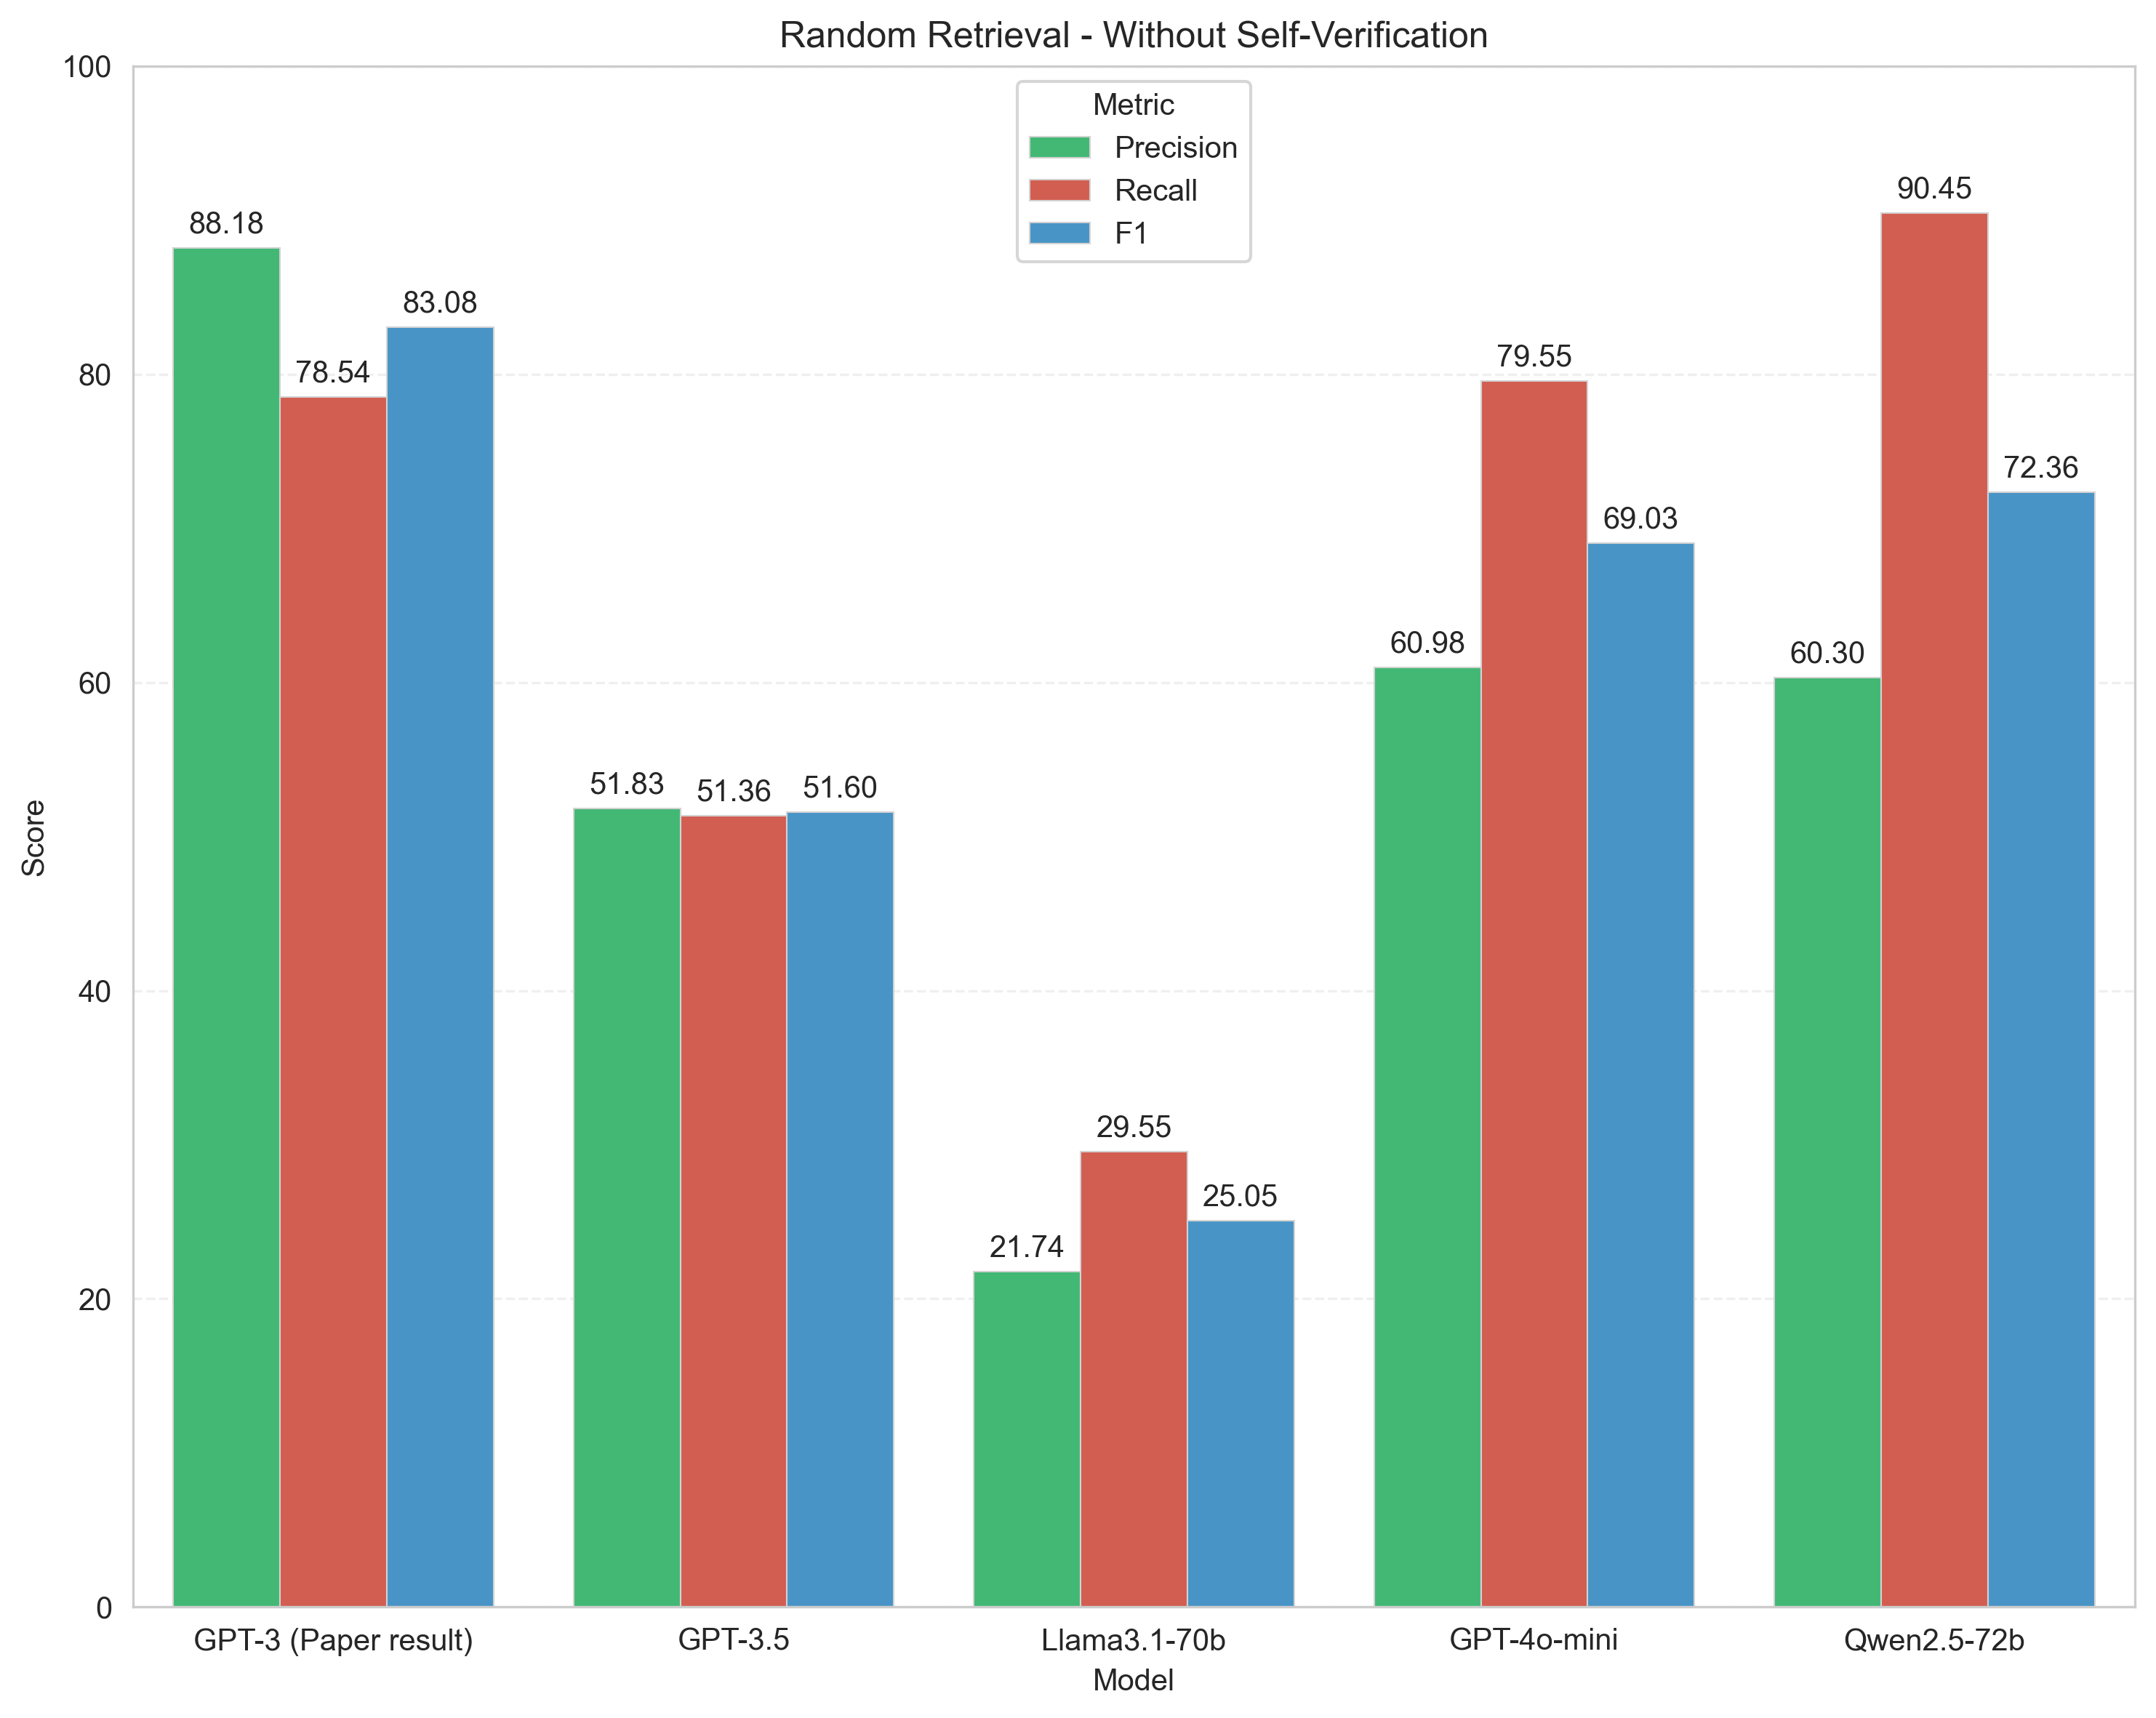 Random Retrieval - Without Self-Verification
Metric
Precision
Recall
F1
Score
100
80
60
40
20
0
88.18
78.54
83.08
51.83
51.36
51.60
21.74
29.55
25.05
60.98
79.55
69.03
60.30
90.45
72.36
GPT-3 (Paper result)
GPT-3.5
Llama3.1-70b
GPT-4o-mini
Qwen2.5-72b
Model